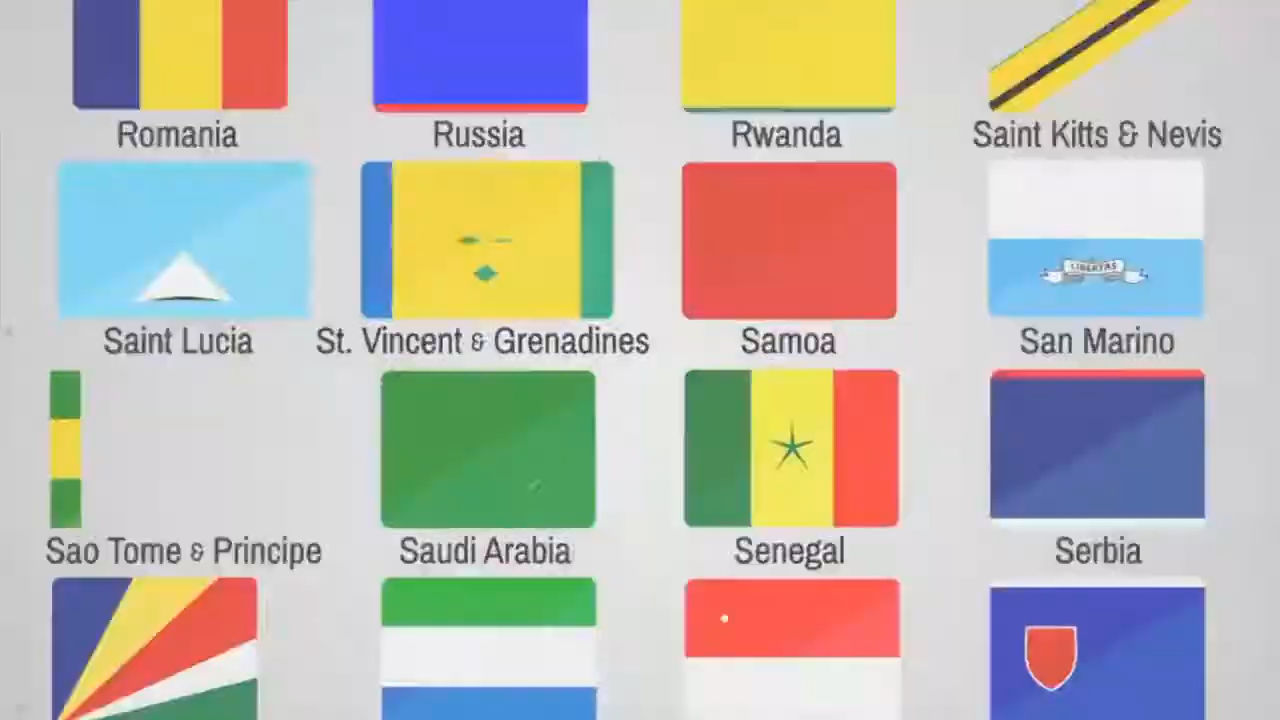 Romania
Russia
Rwanda
Saint Kitts & Nevis
LIBERTAS
Saint Lucia
St. Vincent & Grenadines
Samoa
San Marino
Sao Tome & Principe
Saudi Arabia
Senegal
Serbia